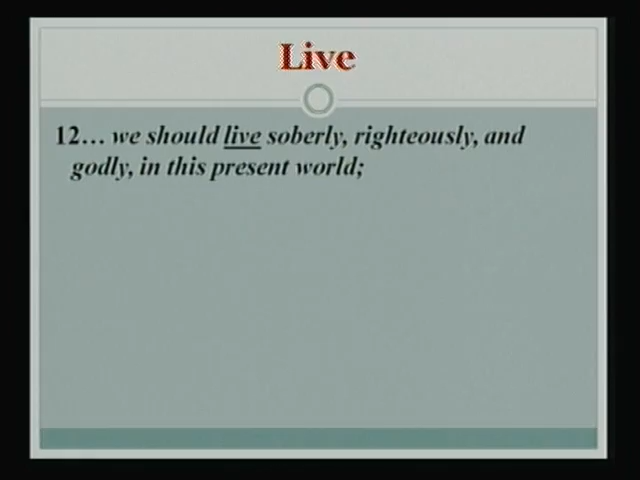 Live
12... we should live soberly, righteously, and
godly, in this present world;